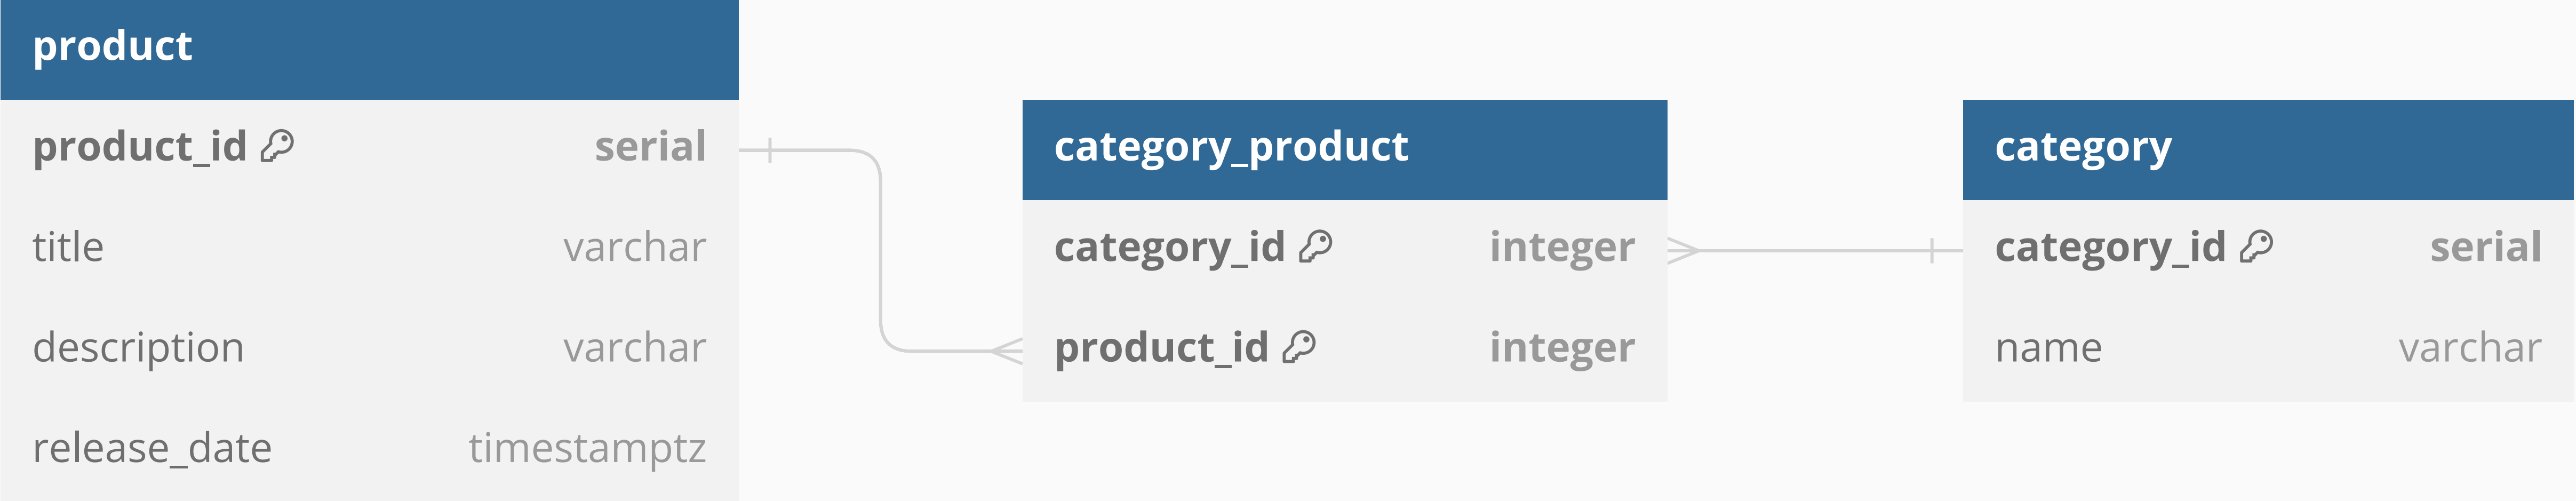 product
product_id serial
title varchar
description varchar
release_date timestamptz
category_product
category_id integer
product_id integer
category
category_id serial
name varchar